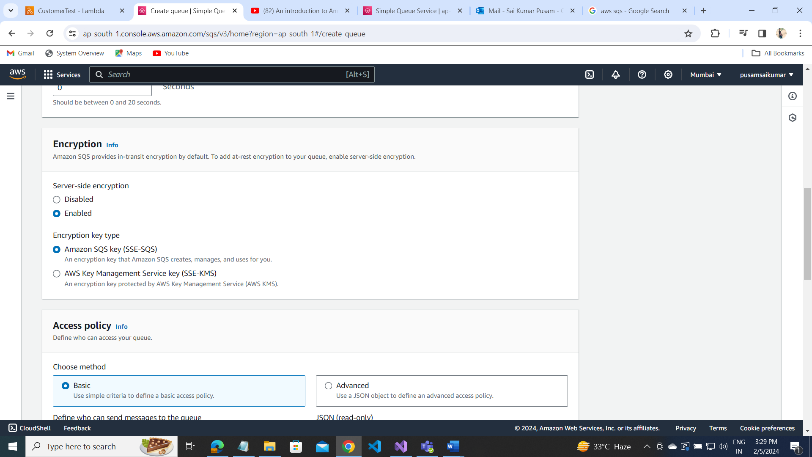 CustomerTest - Lambda
Create queue | Simple Que
(82) An introduction to Am
Simple Queue Service | ap
Mail - Sai Kumar Pusam - O
aws sqs - Google Search
ap-south-1.console.aws.amazon.com/sqs/v3/home?region=ap-south-1#/create-queue
Gmail System Overview Maps YouTube All Bookmarks
aws Services Search [Alt+S] Mumbai pusamsaikumar
0 Seconds
Should be between 0 and 20 seconds.
Encryption Info
Amazon SQS provides in-transit encryption by default. To add at-rest encryption to your queue, enable server-side encryption.
Server-side encryption
Disabled
Enabled
Encryption key type
Amazon SQS key (SSE-SQS)
An encryption key that Amazon SQS creates, manages, and uses for you.
AWS Key Management Service key (SSE-KMS)
An encryption key protected by AWS Key Management Service (AWS KMS).
Access policy Info
Define who can access your queue.
Choose method
Basic
Use simple criteria to define a basic access policy.
Advanced
Use a JSON object to define an advanced access policy.
Define who can send messages to the queue
JSON (read-only)
CloudShell Feedback © 2024, Amazon Web Services, Inc. or its affiliates. Privacy Terms Cookie preferences
Type here to search
33°C Haze
ENG
IN
3:29 PM
2/5/2024